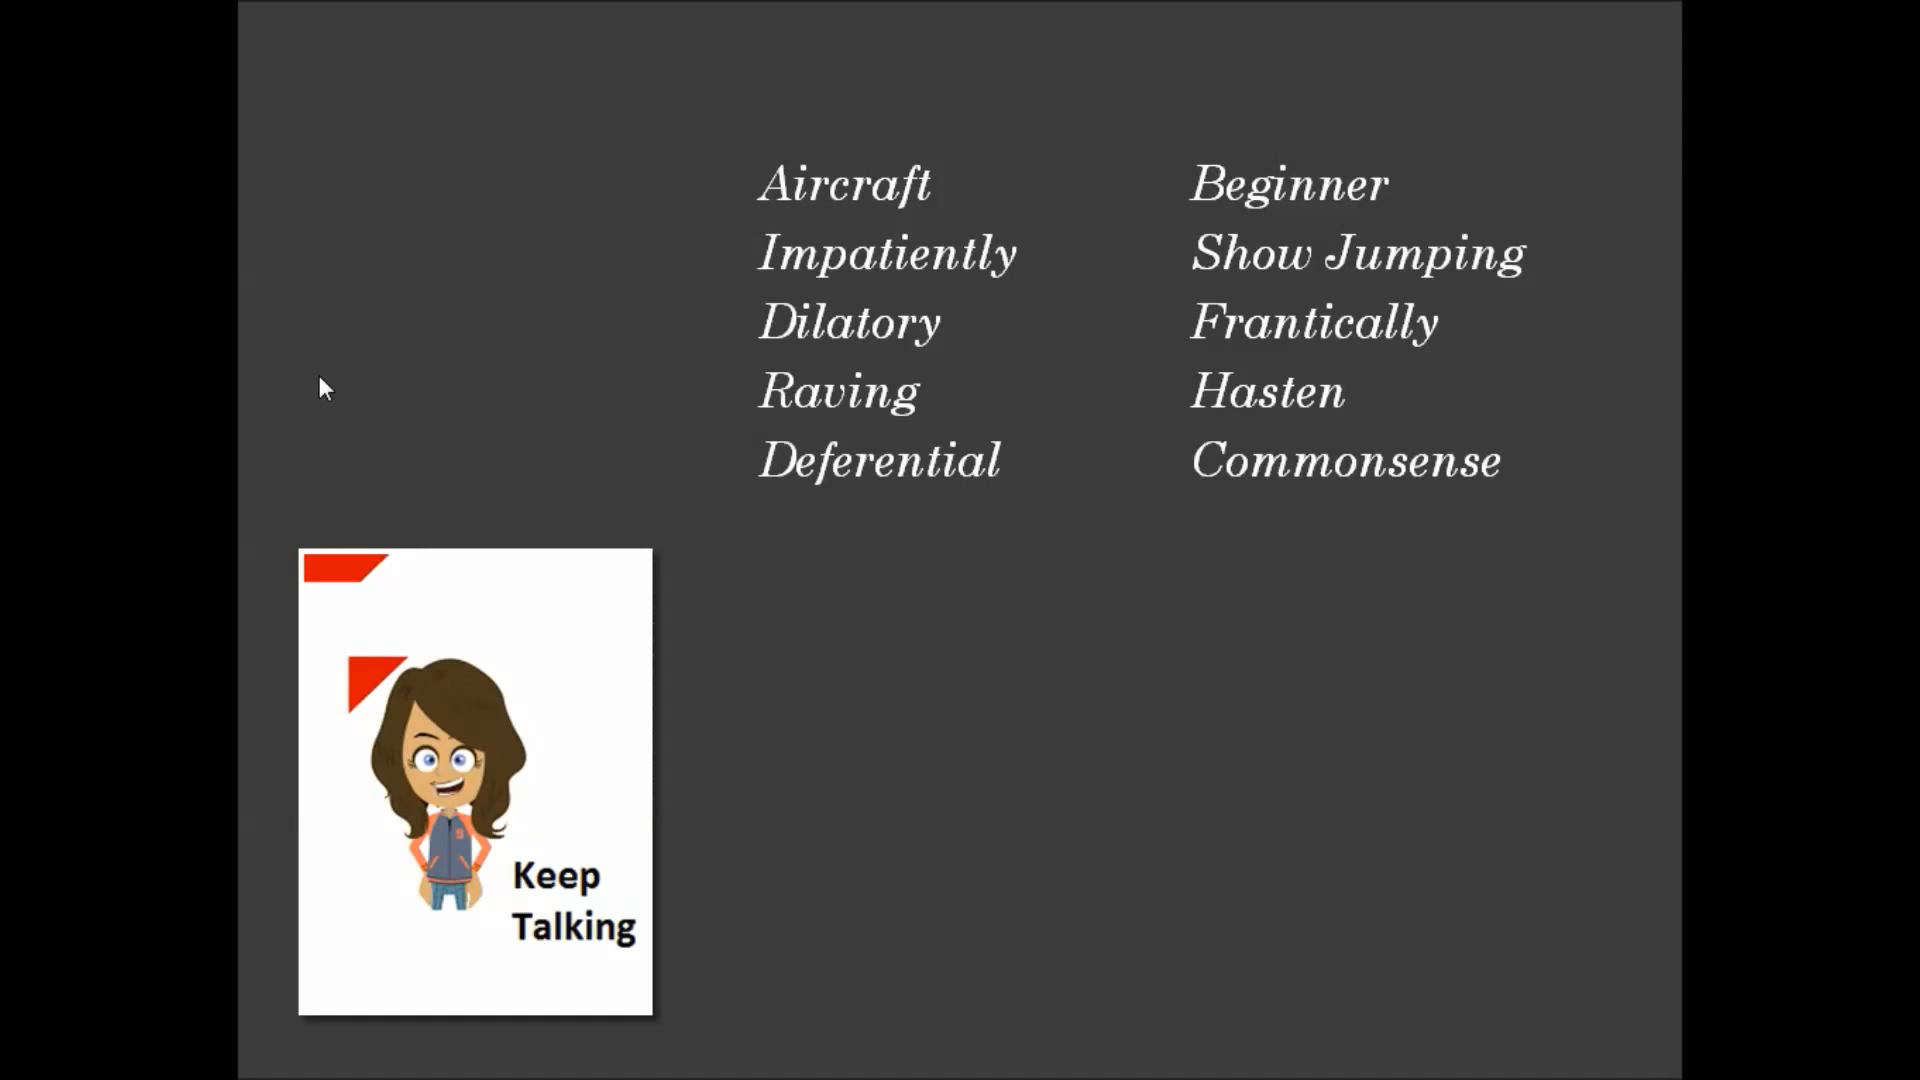 Aircraft
Impatiently
Dilatory
Raving
Deferential
Beginner
Show Jumping
Frantically
Hasten
Commonsense
Keep
Talking